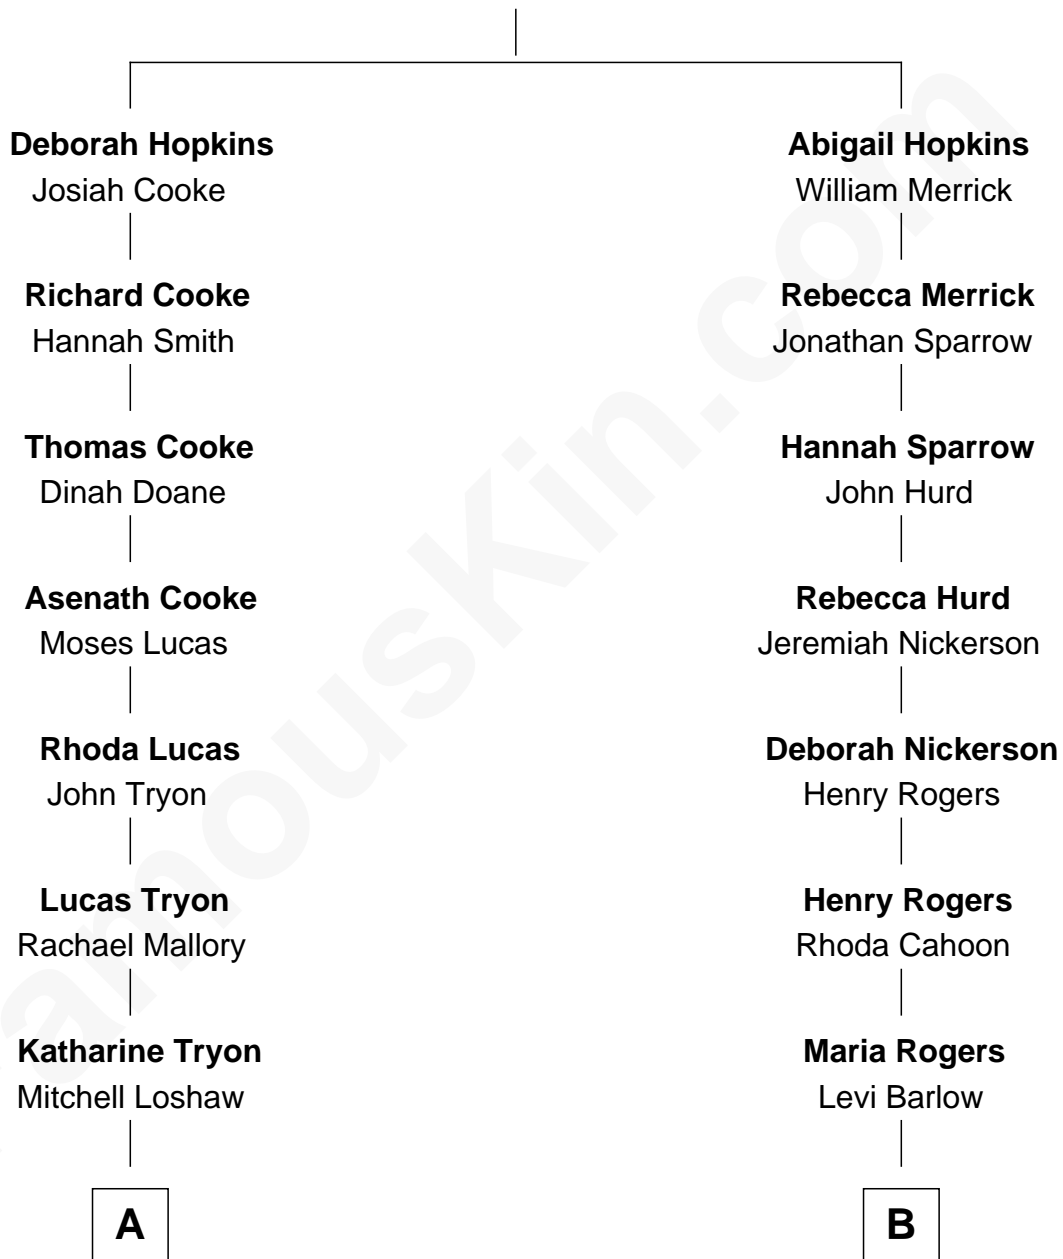 Deborah Hopkins
Josiah Cooke
Richard Cooke
Hannah Smith
Thomas Cooke
Dinah Doane
Asenath Cooke
Moses Lucas
Rhoda Lucas
John Tryon
Lucas Tryon
Rachael Mallory
Katharine Tryon
Mitchell Loshaw
A
Abigail Hopkins
William Merrick
Rebecca Merrick
Jonathan Sparrow
Hannah Sparrow
John Hurd
Rebecca Hurd
Jeremiah Nickerson
Deborah Nickerson
Henry Rogers
Henry Rogers
Rhoda Cahoon
Maria Rogers
Levi Barlow
B
amouskin.com